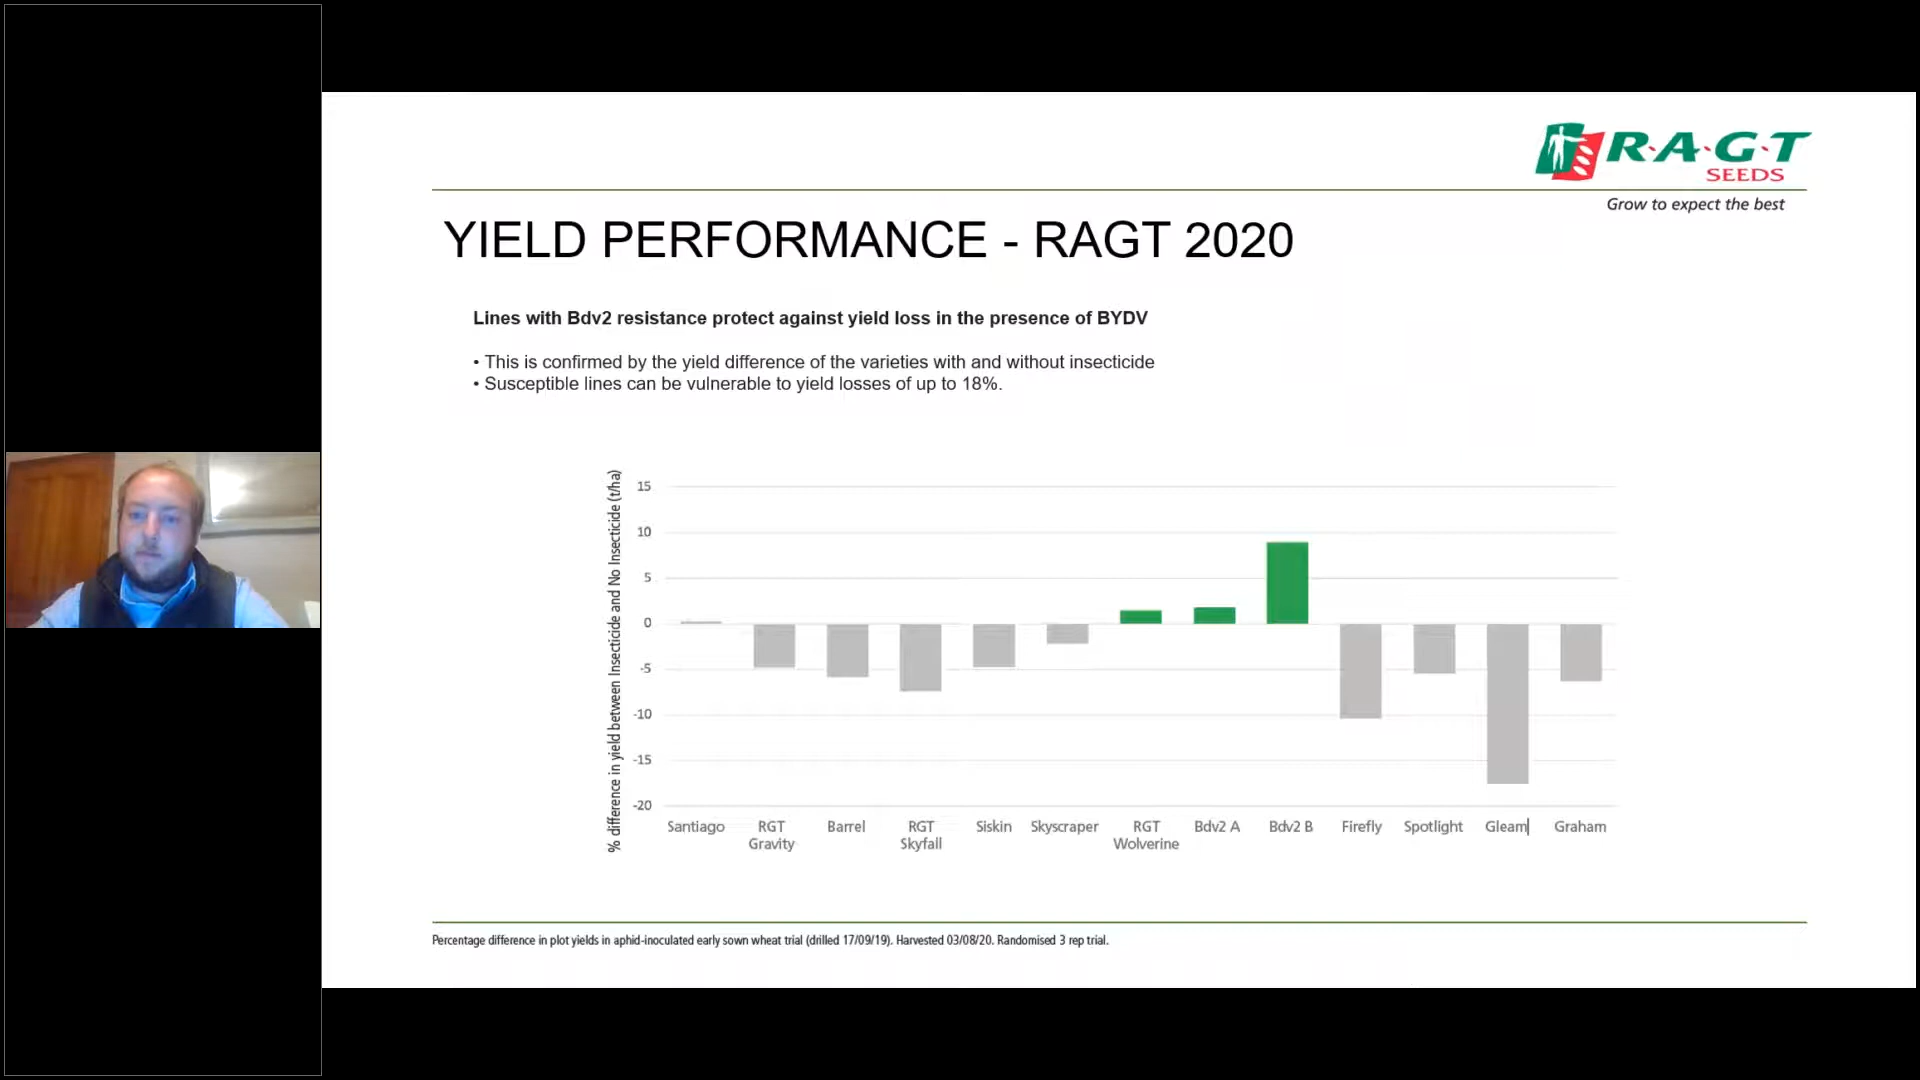 R·A·G·T
SEEDS
Grow to expect the best
YIELD PERFORMANCE - RAGT 2020
Lines with Bdv2 resistance protect against yield loss in the presence of BYDV
• This is confirmed by the yield difference of the varieties with and without insecticide
• Susceptible lines can be vulnerable to yield losses of up to 18%.
% difference in yield between Insecticide and No Insecticide (t/ha)
15
10
5
0
-5
-10
-15
-20
Santiago
RGT
Gravity
Barrel
RGT
Skyfall
Siskin
Skyscraper
RGT
Wolverine
Bdv2 A
Bdv2 B
Firefly
Spotlight
Gleam
Graham
Percentage difference in plot yields in aphid-inoculated early sown wheat trial (drilled 17/09/19). Harvested 03/08/20. Randomised 3 rep trial.